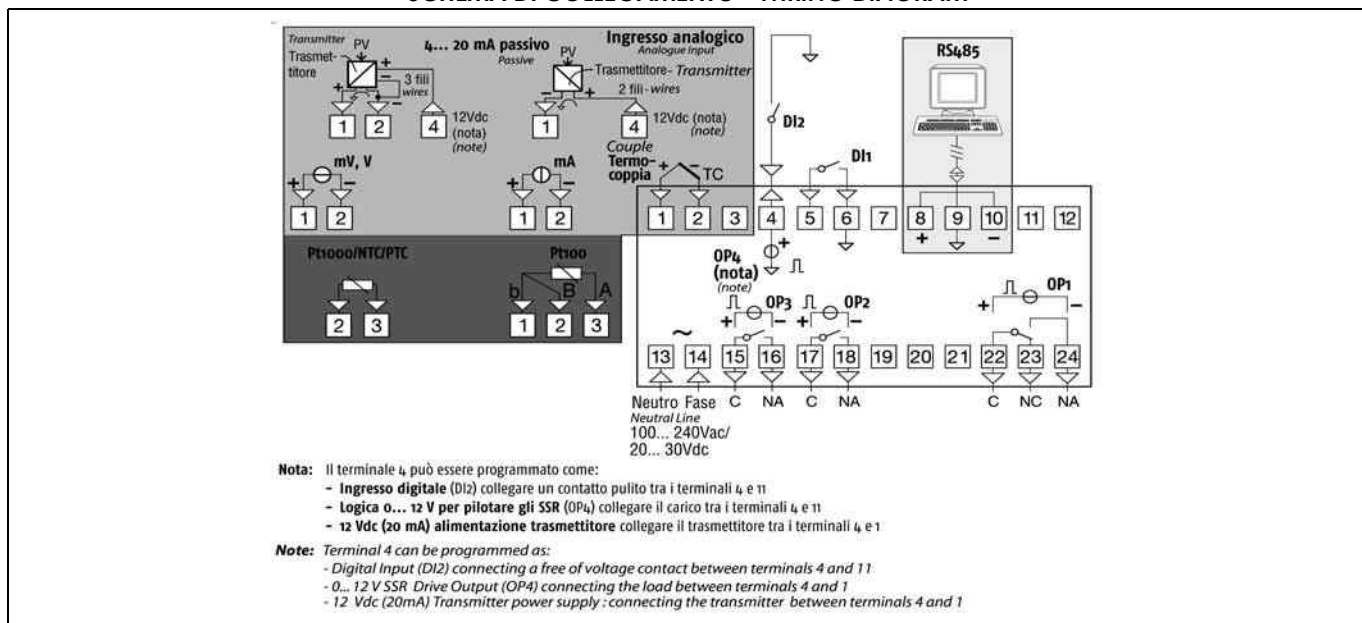 Transmitter
Trasmet-
titore
PV
4... 20 mA passivo
Passive
Ingresso analogico
Analogue input
PV
Trasmettitore - Transmitter
+
-
3 fili
wires
+
-
2 fili - wires
-
+
1 2 4
12Vdc
(nota)
(note)
1 4
12Vdc (nota)
(note)
mV, V
+ -
1 2
mA
+ -
1 2
Couple
Termo-
coppia
+ -
TC
DI2
DI1
RS485
1 2 3 4 5 6 7 8 9 10 11 12
+ -
Pt1000/NTC/PTC
2 3
Pt100
b B A
1 2 3
+
OP4
(nota)
(note)
OP3
+ -
OP2
+ -
OP1
+ -
~
13 14 15 16 17 18 19 20 21 22 23 24
Neutro Fase C NA C NA C NC NA
Neutral Line
100... 240Vac/
20... 30Vdc
Nota: Il terminale 4 può essere programmato come:
- Ingresso digitale (DI2) collegare un contatto pulito tra i terminali 4 e 11
- Logica 0... 12 V per pilotare gli SSR (OP4) collegare il carico tra i terminali 4 e 11
- 12 Vdc (20 mA) alimentazione trasmettitore collegare il trasmettitore tra i terminali 4 e 1
Note: Terminal 4 can be programmed as:
- Digital Input (DI2) connecting a free of voltage contact between terminals 4 and 11
- 0... 12 V SSR Drive Output (OP4) connecting the load between terminals 4 and 1
- 12 Vdc (20mA) Transmitter power supply : connecting the transmitter between terminals 4 and 1